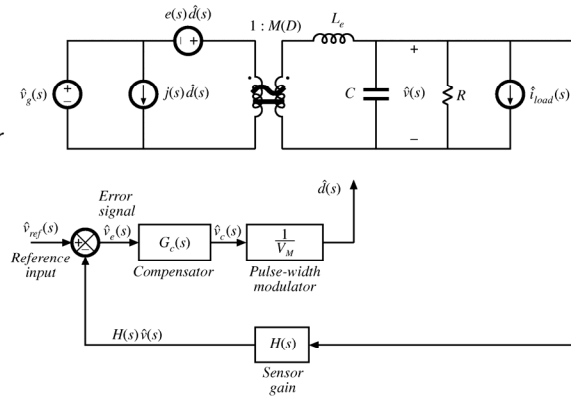 e(s) d̂(s)
1 : M(D)
L_e
+
–
+
–
+
–
v̂_g(s)
j(s) d̂(s)
C
v̂(s)
R
î_load(s)
d̂(s)
Error
signal
v̂_ref(s)
v̂_e(s)
G_c(s)
v̂_c(s)
1
V_M
+
–
Reference
input
Compensator
Pulse-width
modulator
H(s) v̂(s)
H(s)
Sensor
gain